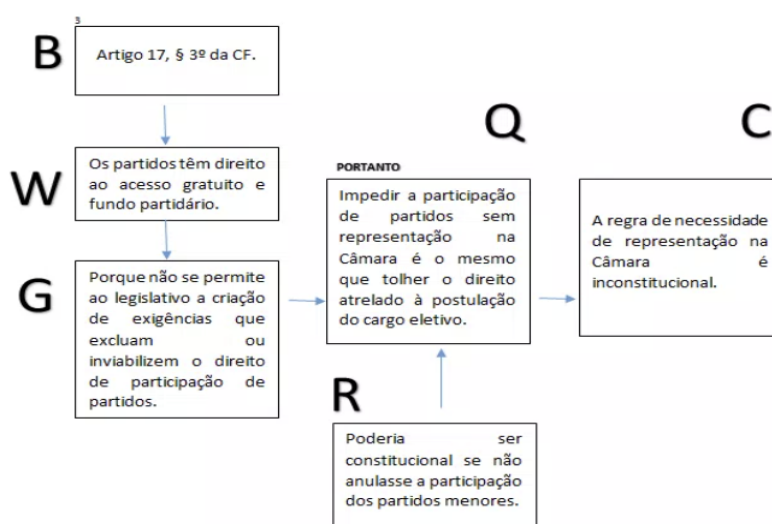 3
B
Artigo 17, § 3º da CF.
W
Os partidos têm direito
ao acesso gratuito e
fundo partidário.
G
Porque não se permite
ao legislativo a criação
de exigências que
excluam ou
inviabilizem o direito
de participação de
partidos.
Q
PORTANTO
Impedir a participação
de partidos sem
representação na
Câmara é o mesmo
que tolher o direito
atrelado à postulação
do cargo eletivo.
R
Poderia ser
constitucional se não
anulasse a participação
dos partidos menores.
C
A regra de necessidade
de representação na
Câmara é
inconstitucional.